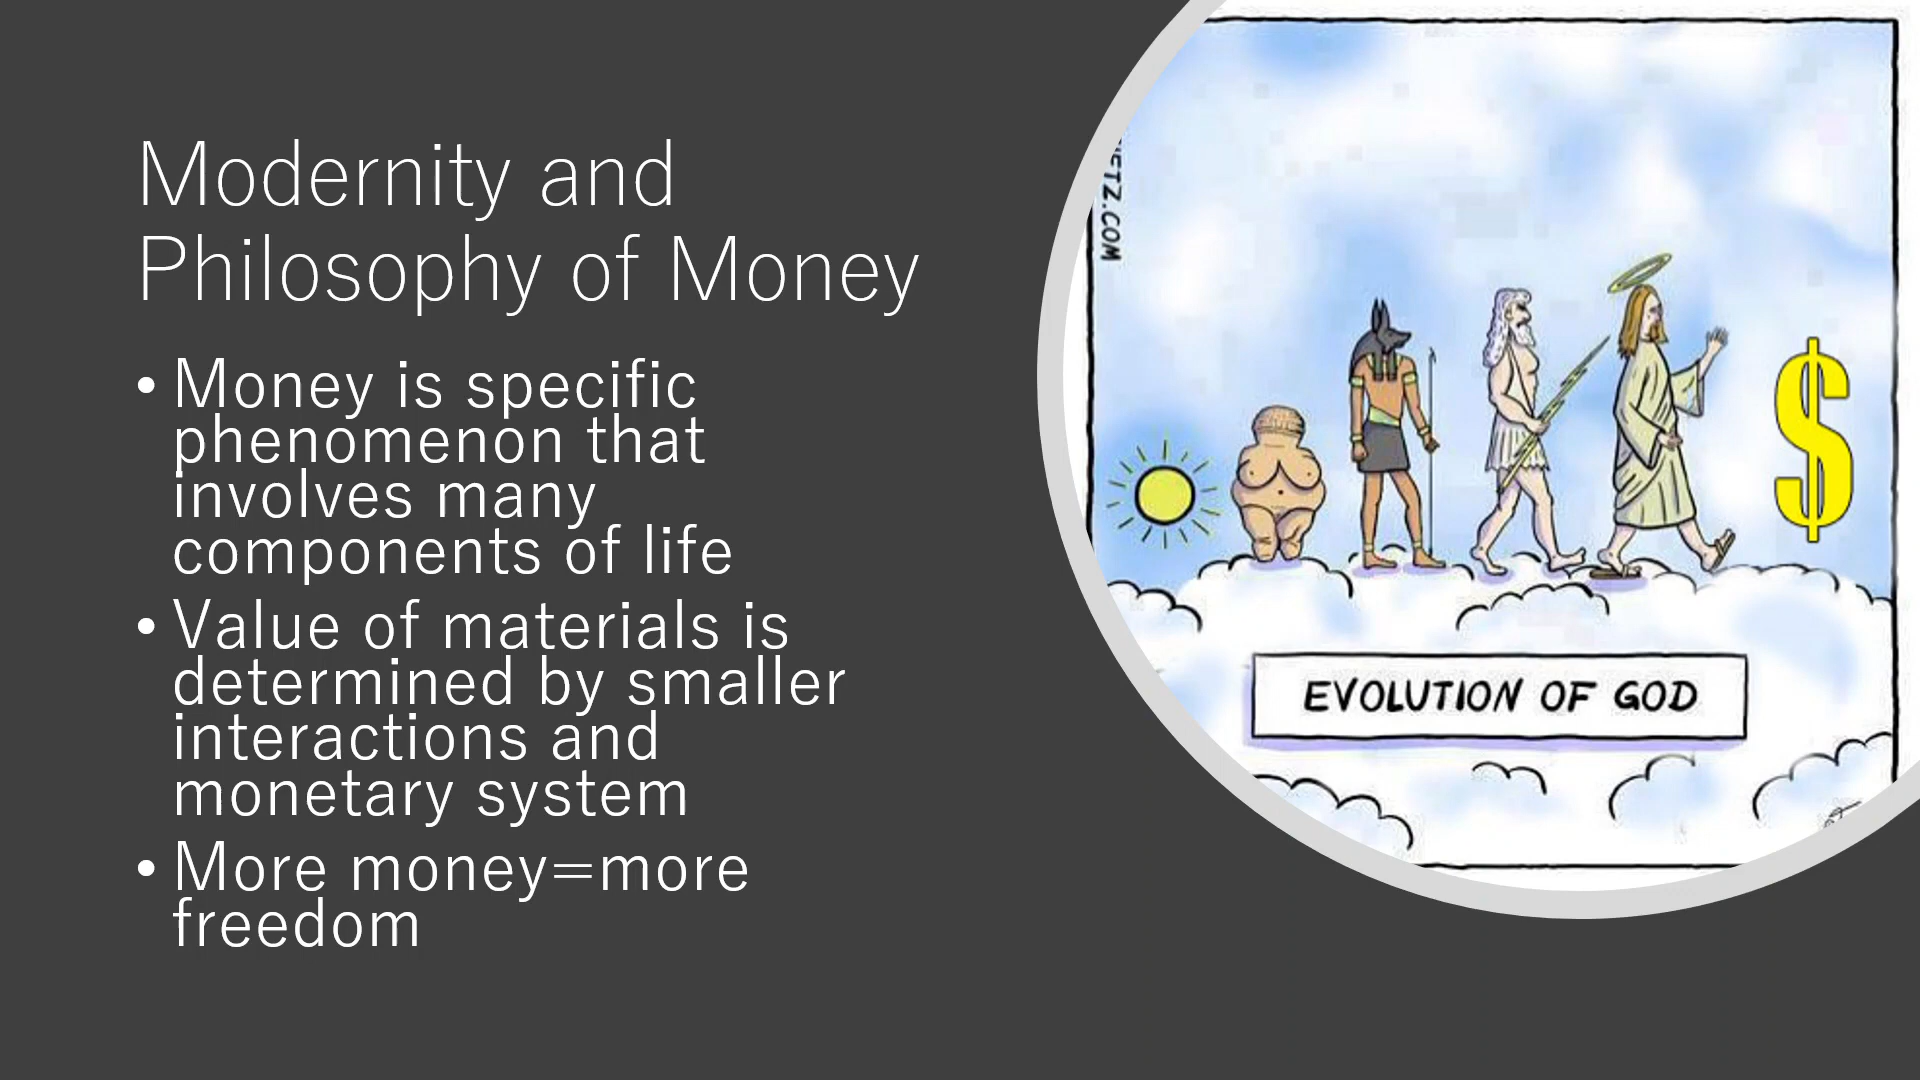 Modernity and
Philosophy of Money
• Money is specific
phenomenon that
involves many
components of life
• Value of materials is
determined by smaller
interactions and
monetary system
• More money=more
freedom
$
EVOLUTION OF GOD